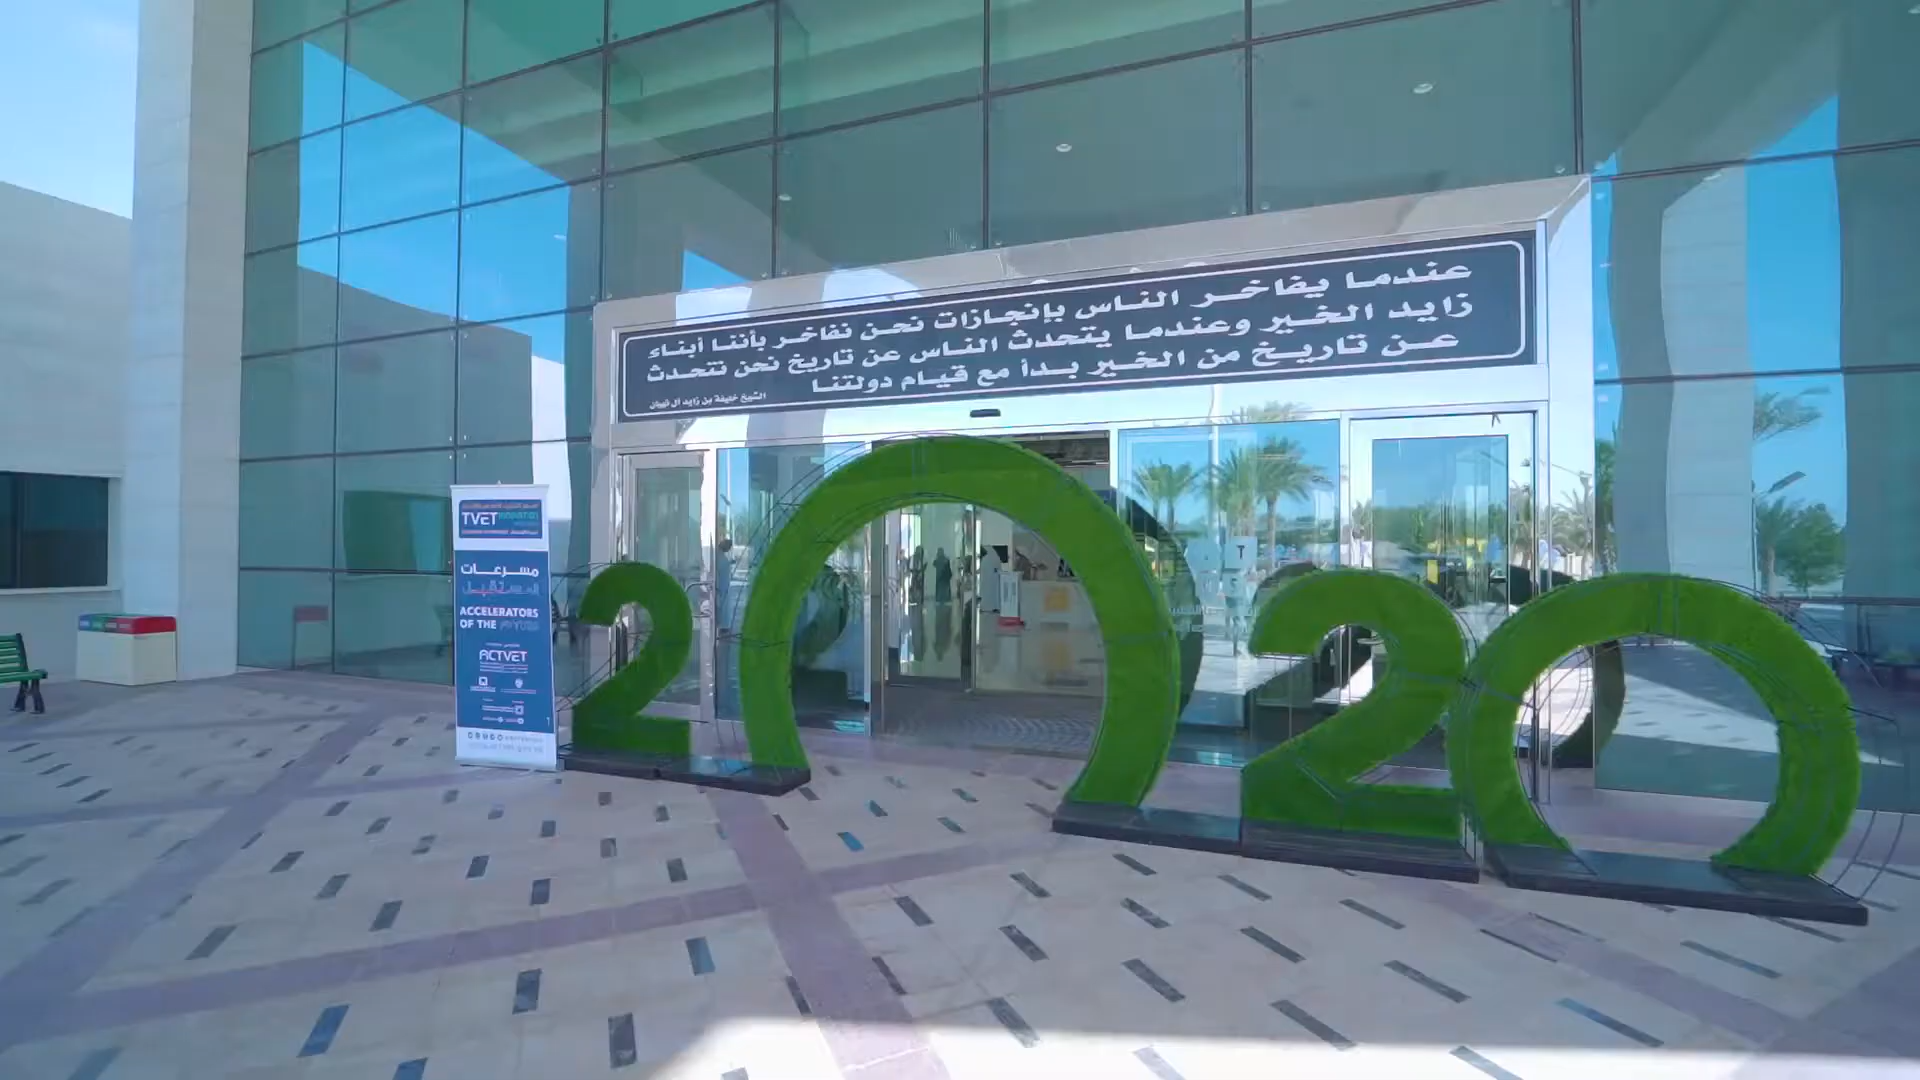 عندما يفاخر الناس بإنجازات نحن نفاخر بأننا أبناء
زايد الخير وعندما يتحدث الناس عن تاريخ نحن نتحدث
عن تاريخ من الخير بدأ مع قيام دولتنا
الشيخ خليفة بن زايد آل نهيان
TVET
مسرعات
المستقبل
ACCELERATORS
OF THE FUTURE
ACTVET
2020